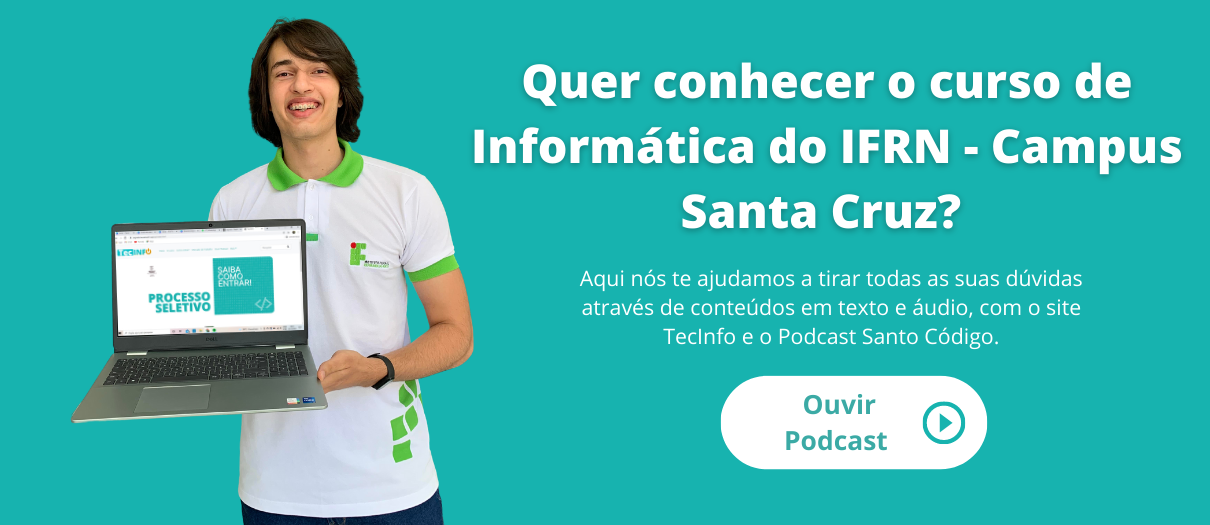 Quer conhecer o curso de
Informática do IFRN - Campus
Santa Cruz?
Aqui nós te ajudamos a tirar todas as suas dúvidas
através de conteúdos em texto e áudio, com o site
TecInfo e o Podcast Santo Código.
Ouvir
Podcast
TECINFO
SAIBA
COMO
ENTRAR!
PROCESSO
SELETIVO